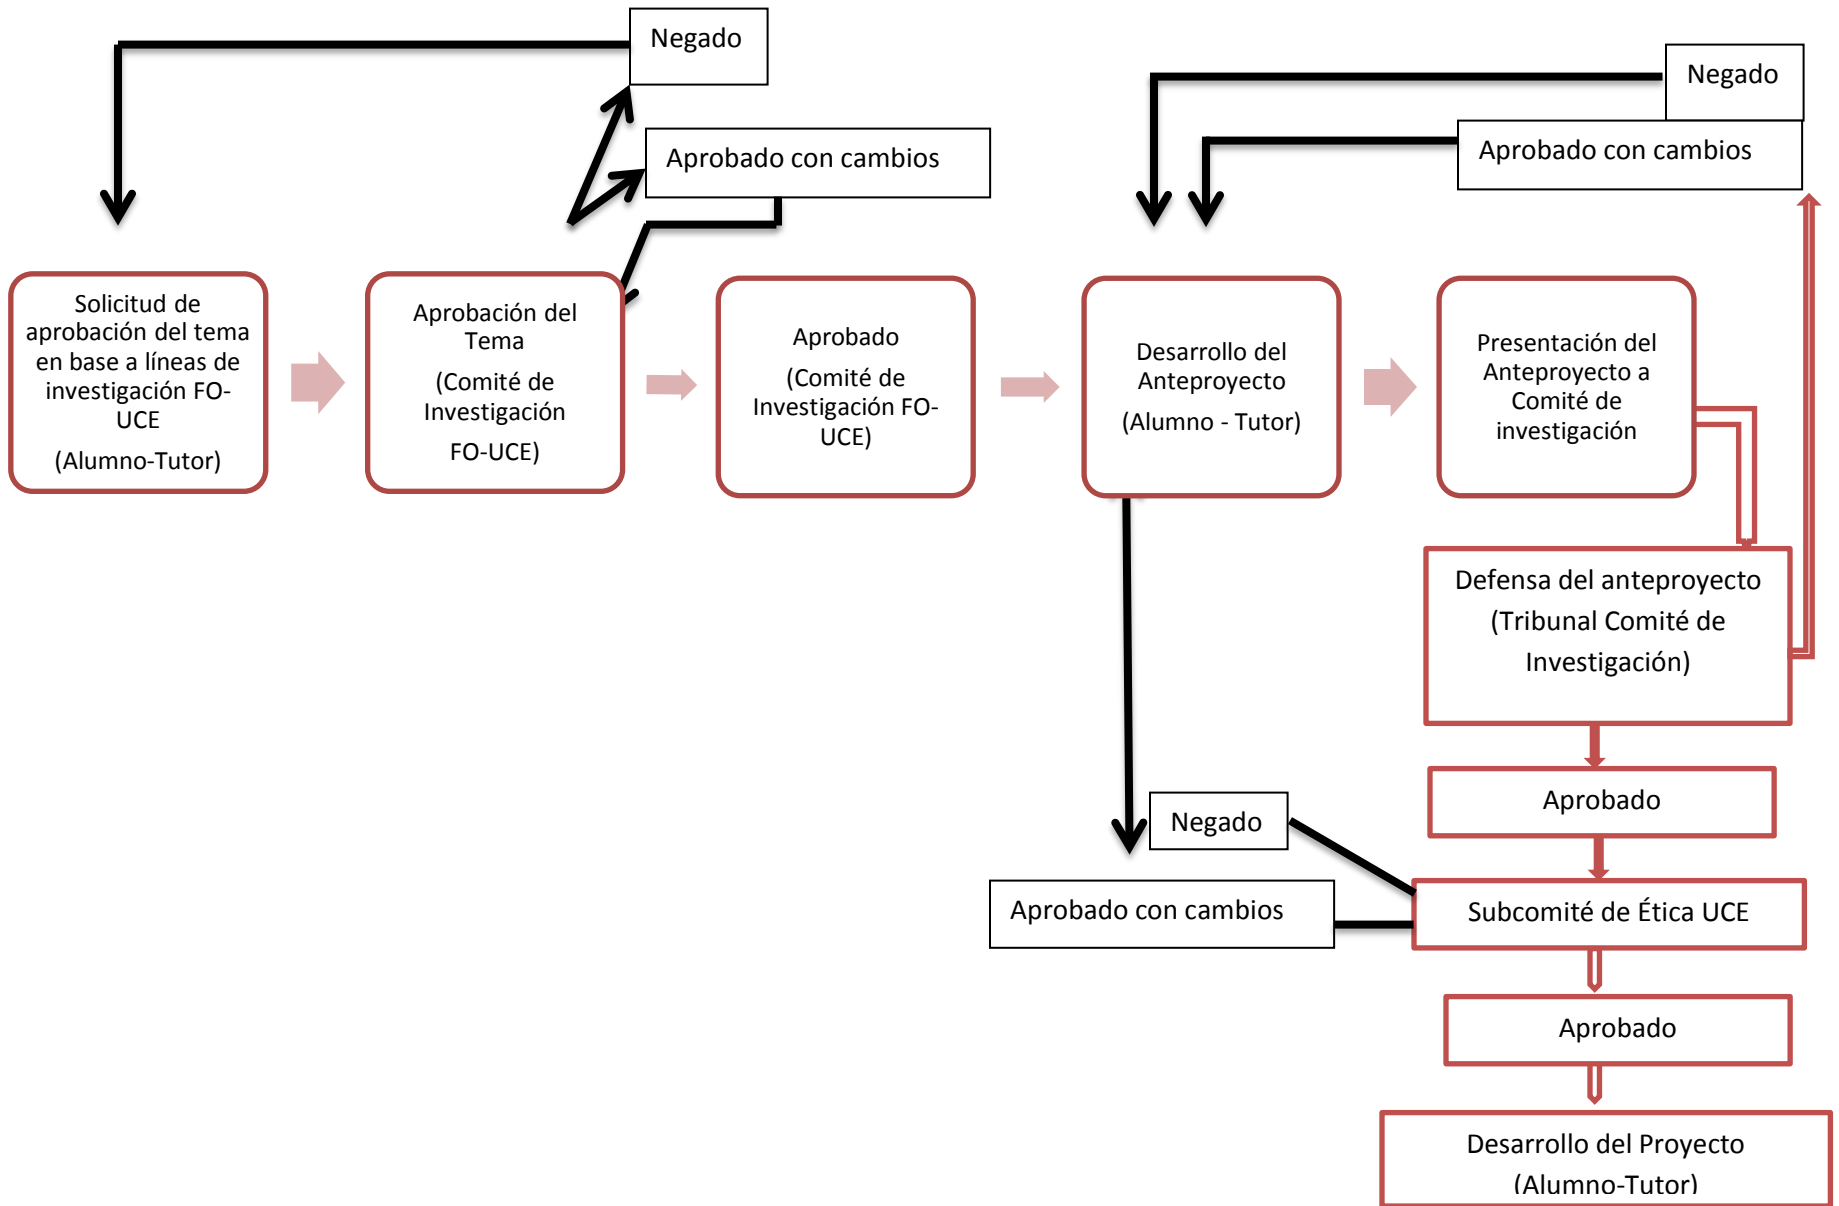 Negado
Aprobado con cambios
Negado
Aprobado con cambios
Solicitud de
aprobación del tema
en base a líneas de
investigación FO-
UCE
(Alumno-Tutor)
Aprobación del
Tema
(Comité de
Investigación
FO-UCE)
Aprobado
(Comité de
Investigación FO-
UCE)
Desarrollo del
Anteproyecto
(Alumno - Tutor)
Presentación del
Anteproyecto a
Comité de
investigación
Defensa del anteproyecto
(Tribunal Comité de
Investigación)
Aprobado
Negado
Aprobado con cambios
Subcomité de Ética UCE
Aprobado
Desarrollo del Proyecto
(Alumno-Tutor)